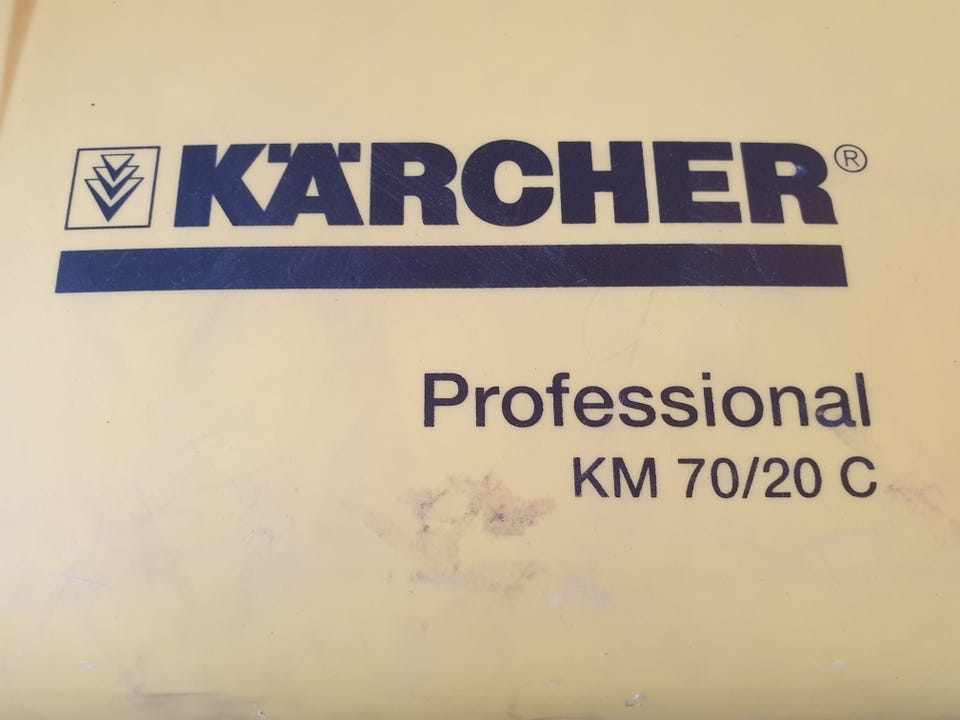 KÄRCHER®
Professional
KM 70/20 C